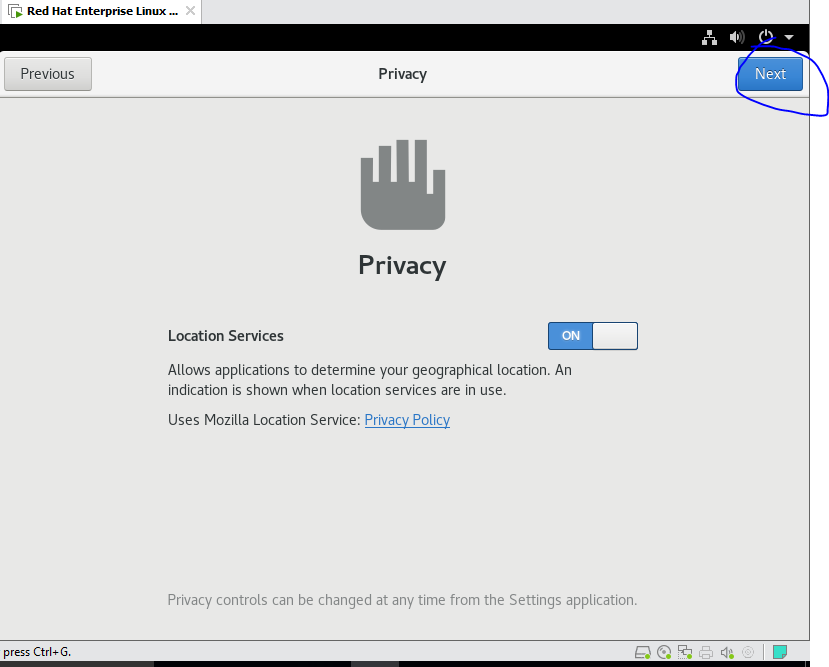 Red Hat Enterprise Linux ...
Previous
Privacy
Next
Privacy
Location Services
ON
Allows applications to determine your geographical location. An
indication is shown when location services are in use.
Uses Mozilla Location Service: Privacy Policy
Privacy controls can be changed at any time from the Settings application.
press Ctrl+G.